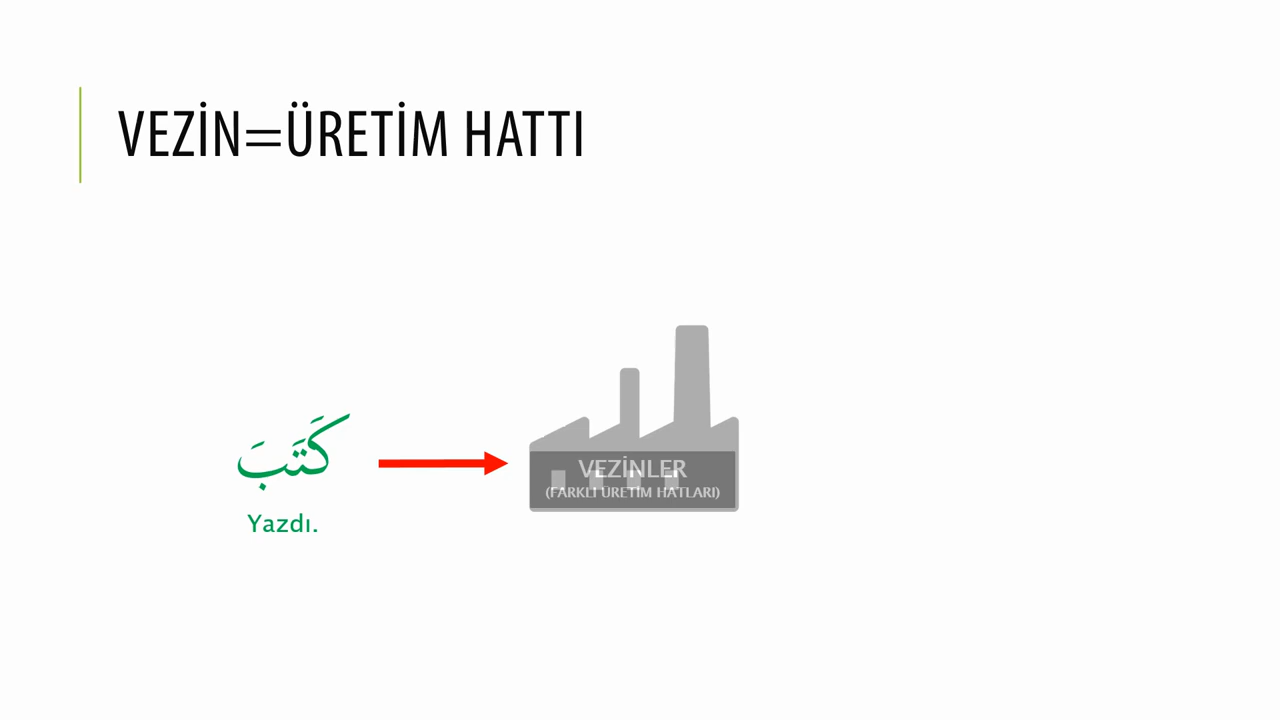 VEZİN=ÜRETİM HATTI
كَتَبَ
Yazdı.
VEZİNLER
(FARKLI ÜRETİM HATLARI)